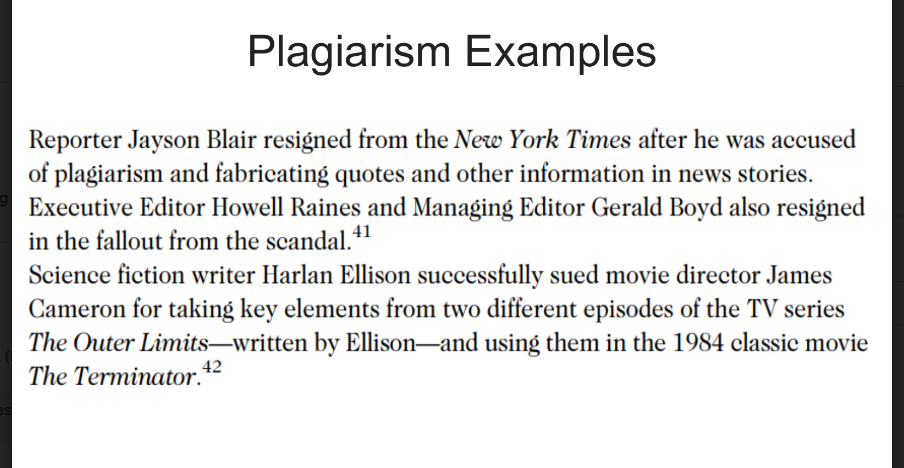 Plagiarism Examples
Reporter Jayson Blair resigned from the New York Times after he was accused
of plagiarism and fabricating quotes and other information in news stories.
Executive Editor Howell Raines and Managing Editor Gerald Boyd also resigned
in the fallout from the scandal.41
Science fiction writer Harlan Ellison successfully sued movie director James
Cameron for taking key elements from two different episodes of the TV series
The Outer Limits—written by Ellison—and using them in the 1984 classic movie
The Terminator.42